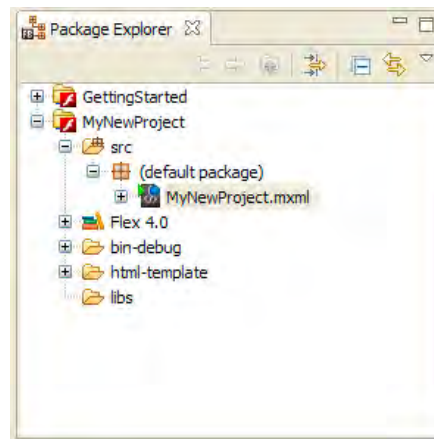 Package Explorer
GettingStarted
MyNewProject
src
(default package)
MyNewProject.mxml
Flex 4.0
bin-debug
html-template
libs